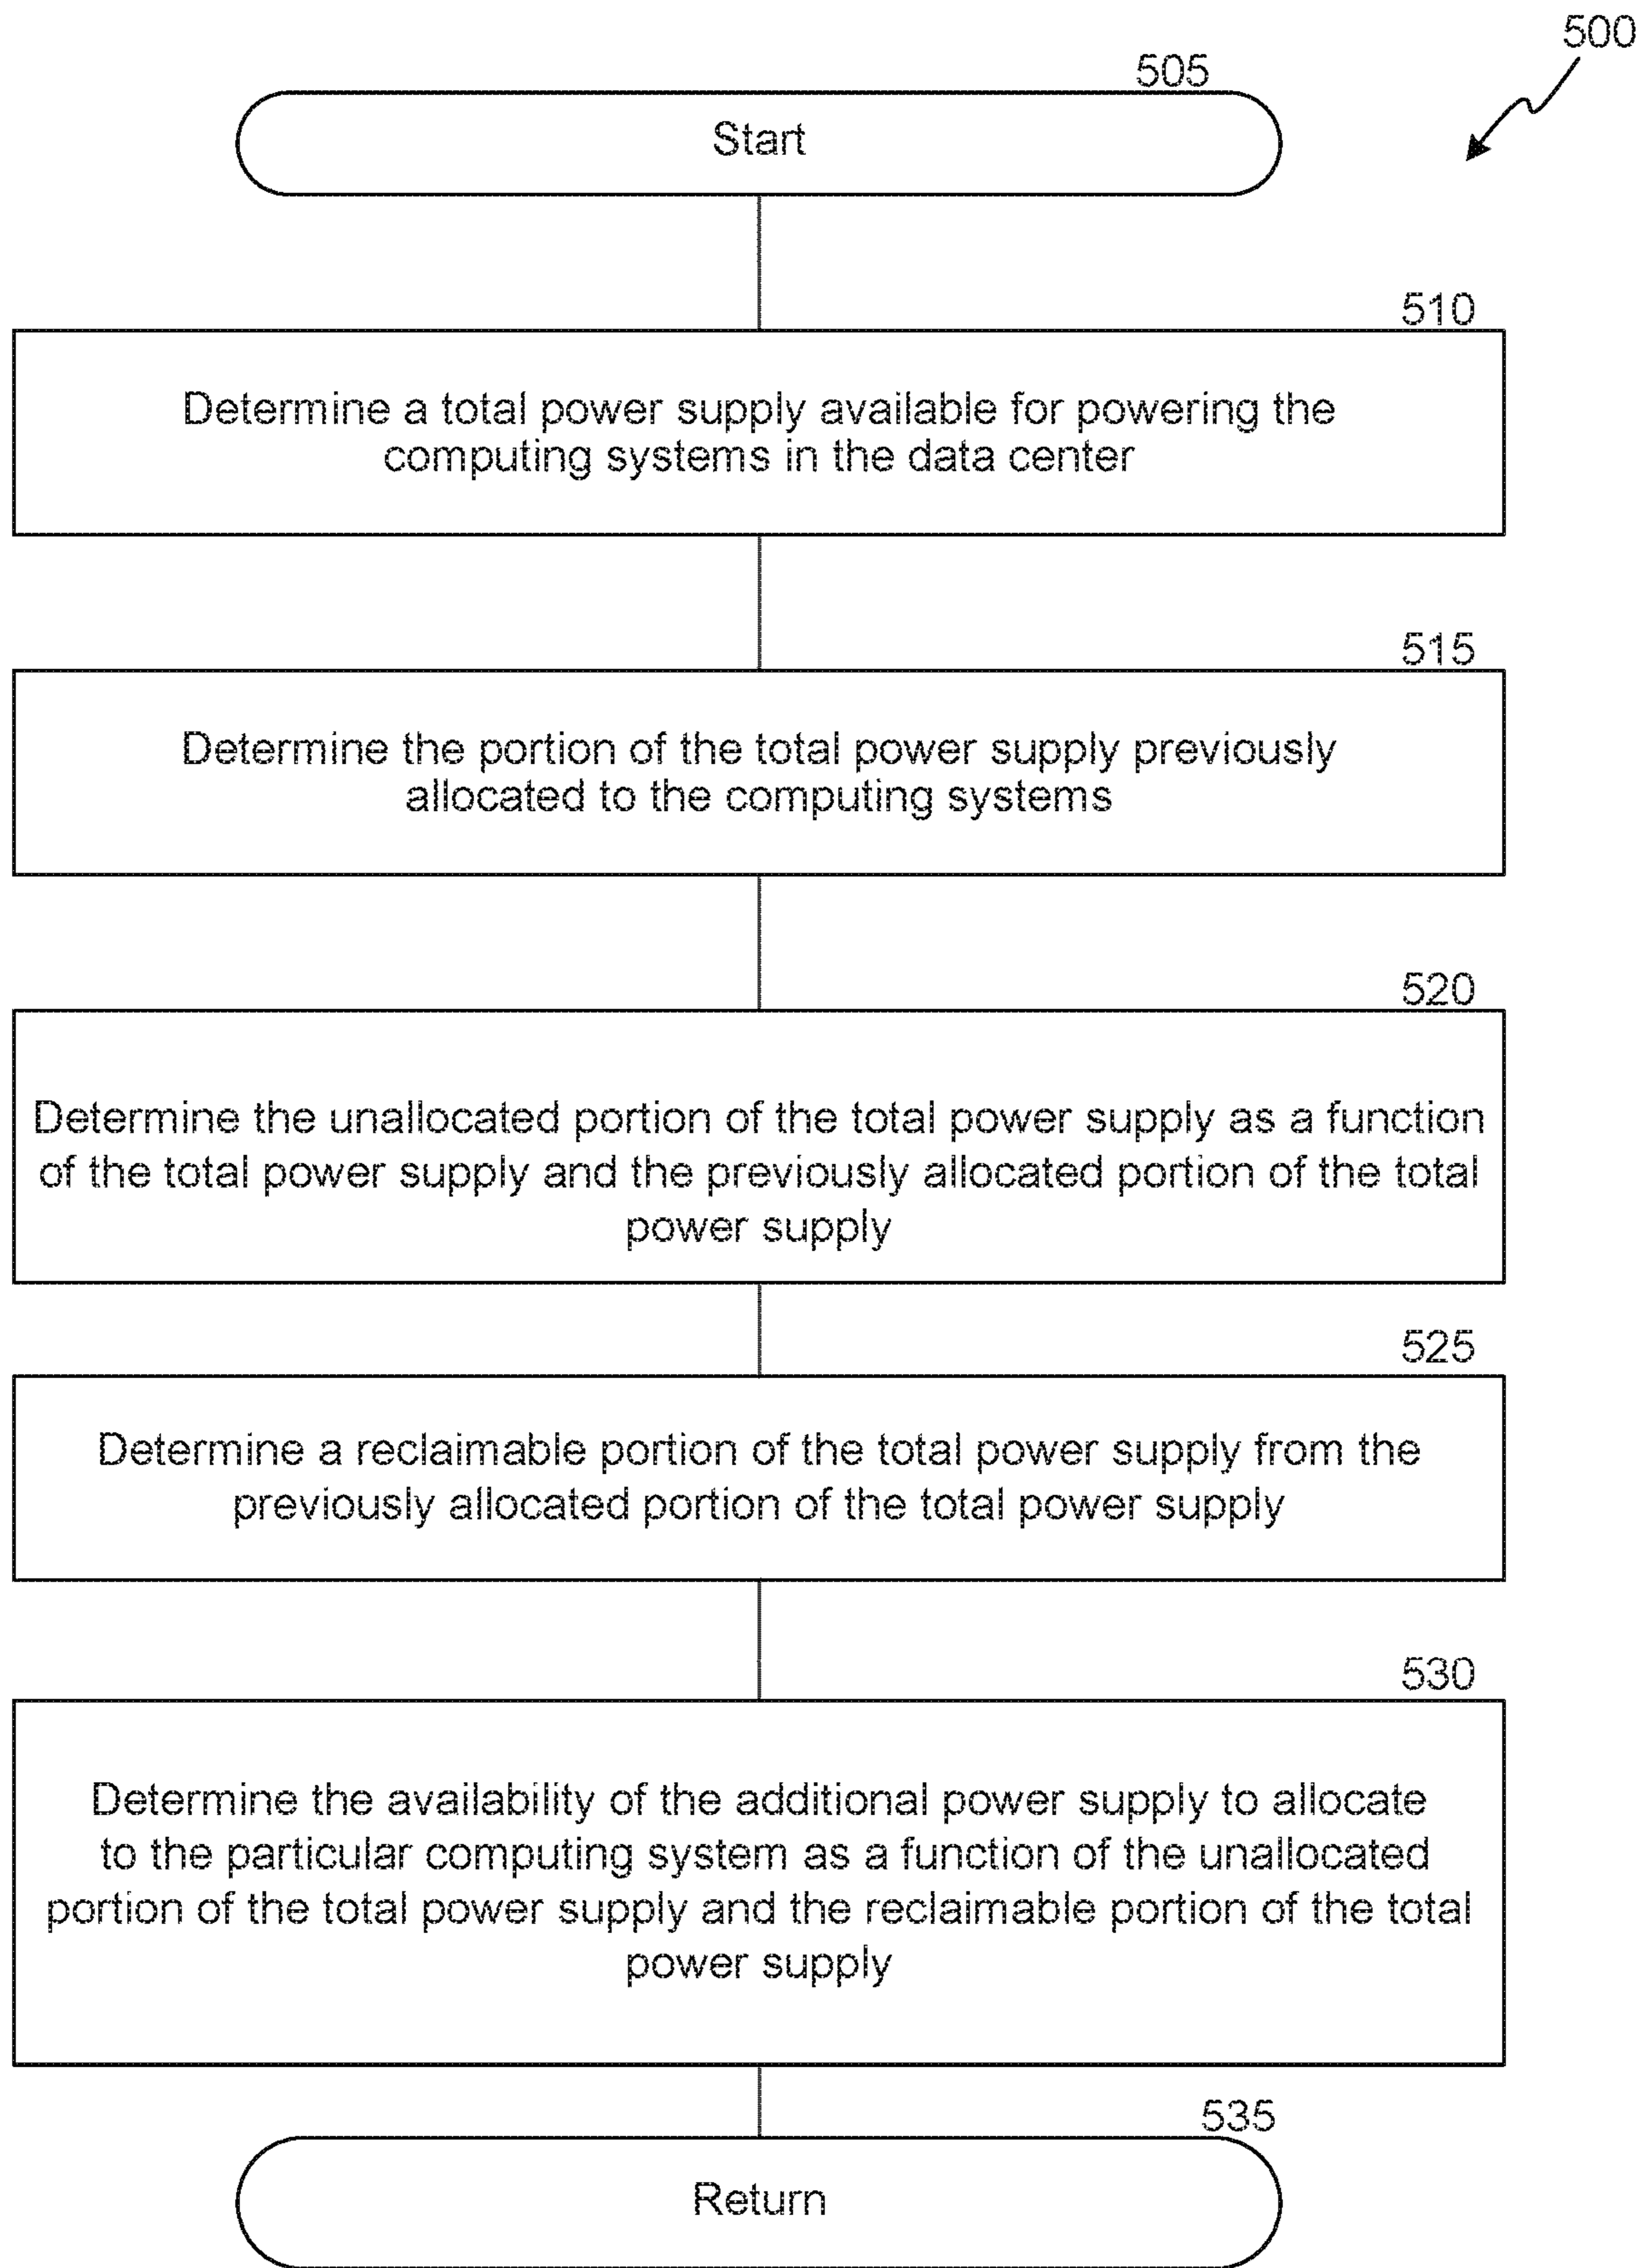 500
505
Start
510
Determine a total power supply available for powering the
computing systems in the data center
515
Determine the portion of the total power supply previously
allocated to the computing systems
520
Determine the unallocated portion of the total power supply as a function
of the total power supply and the previously allocated portion of the total
power supply
525
Determine a reclaimable portion of the total power supply from the
previously allocated portion of the total power supply
530
Determine the availability of the additional power supply to allocate
to the particular computing system as a function of the unallocated
portion of the total power supply and the reclaimable portion of the total
power supply
535
Return